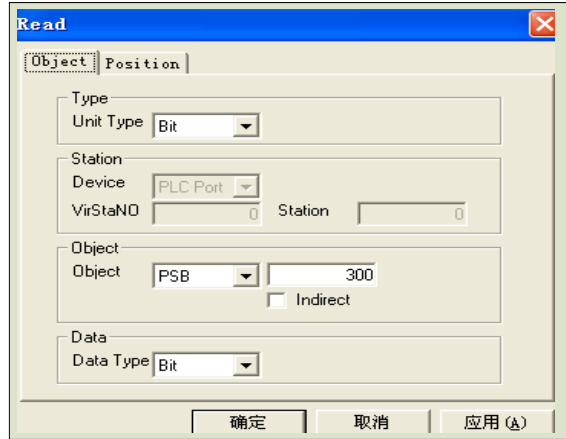 Read
Object Position
Type
Unit Type Bit
Station
Device PLC Port
VirStaNO 0 Station 0
Object
Object PSB 300
Indirect
Data
Data Type Bit
确定 取消 应用(A)